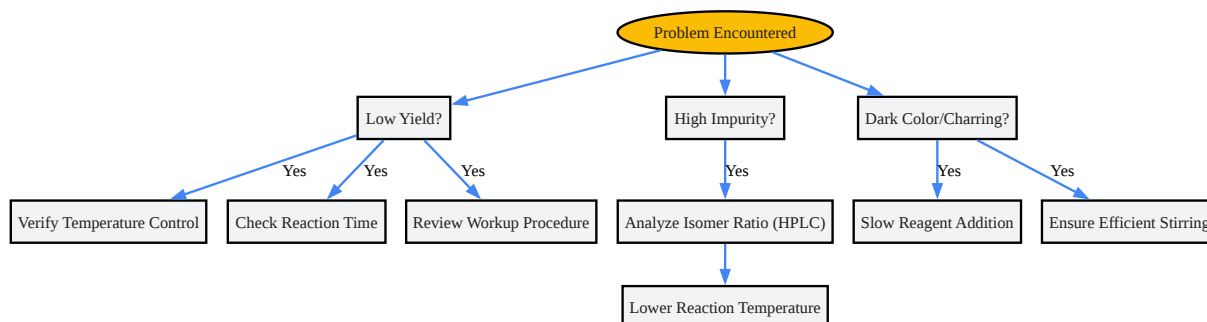 Problem Encountered
Low Yield?
High Impurity?
Dark Color/Charring?
Yes
Yes
Yes
Yes
Yes
Yes
Verify Temperature Control
Check Reaction Time
Review Workup Procedure
Analyze Isomer Ratio (HPLC)
Slow Reagent Addition
Ensure Efficient Stirring
Lower Reaction Temperature